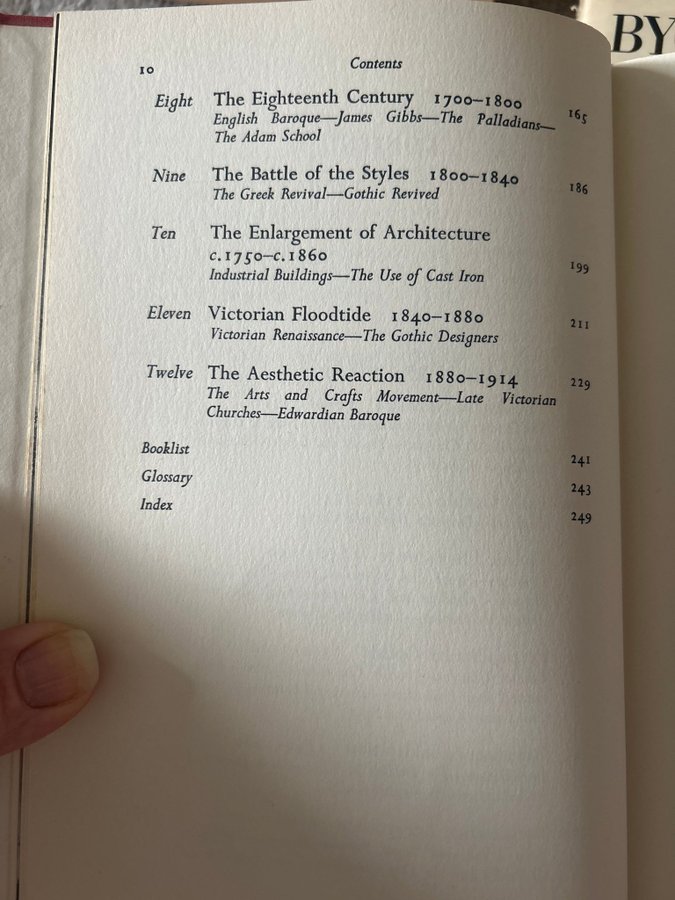 BY
10 Contents
Eight The Eighteenth Century 1700–1800 165
English Baroque—James Gibbs—The Palladians—
The Adam School
Nine The Battle of the Styles 1800–1840 186
The Greek Revival—Gothic Revived
Ten The Enlargement of Architecture
c.1750–c.1860 199
Industrial Buildings—The Use of Cast Iron
Eleven Victorian Floodtide 1840–1880 211
Victorian Renaissance—The Gothic Designers
Twelve The Aesthetic Reaction 1880–1914 229
The Arts and Crafts Movement—Late Victorian
Churches—Edwardian Baroque
Booklist 241
Glossary 243
Index 249